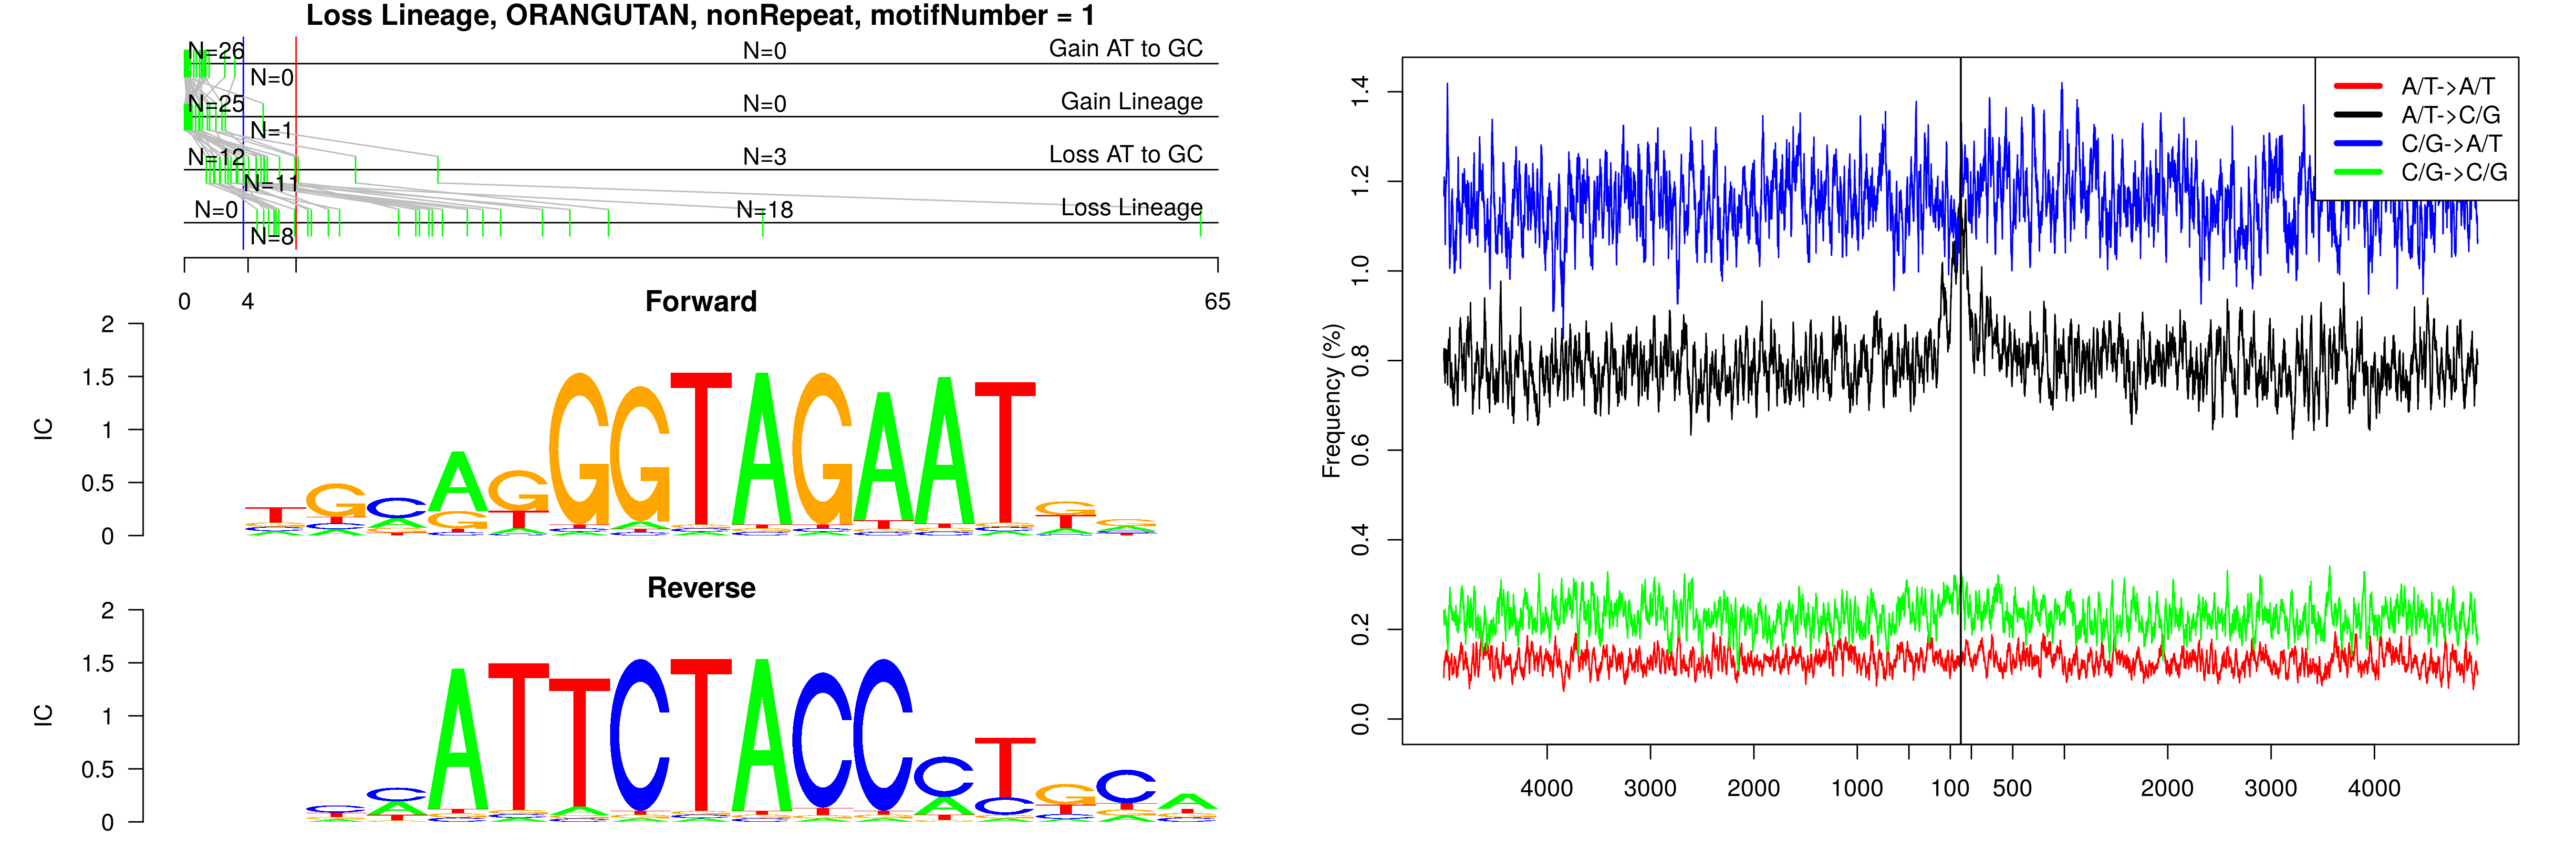 Loss Lineage, ORANGUTAN, nonRepeat, motifNumber = 1
N=26 N=0 Gain AT to GC
N=0
N=25 N=0 Gain Lineage
N=1
N=12 N=3 Loss AT to GC
N=11
N=0 N=18 Loss Lineage
N=8
0 4 65
Forward
IC
2
1.5
1
0.5
0
TGCAGGGTAGAATGG
Reverse
IC
2
1.5
1
0.5
0
CCATTCTACCCTGCA
Frequency (%)
1.4
1.2
1.0
0.8
0.6
0.4
0.2
0.0
A/T->A/T
A/T->C/G
C/G->A/T
C/G->C/G
4000 3000 2000 1000 100 500 2000 3000 4000